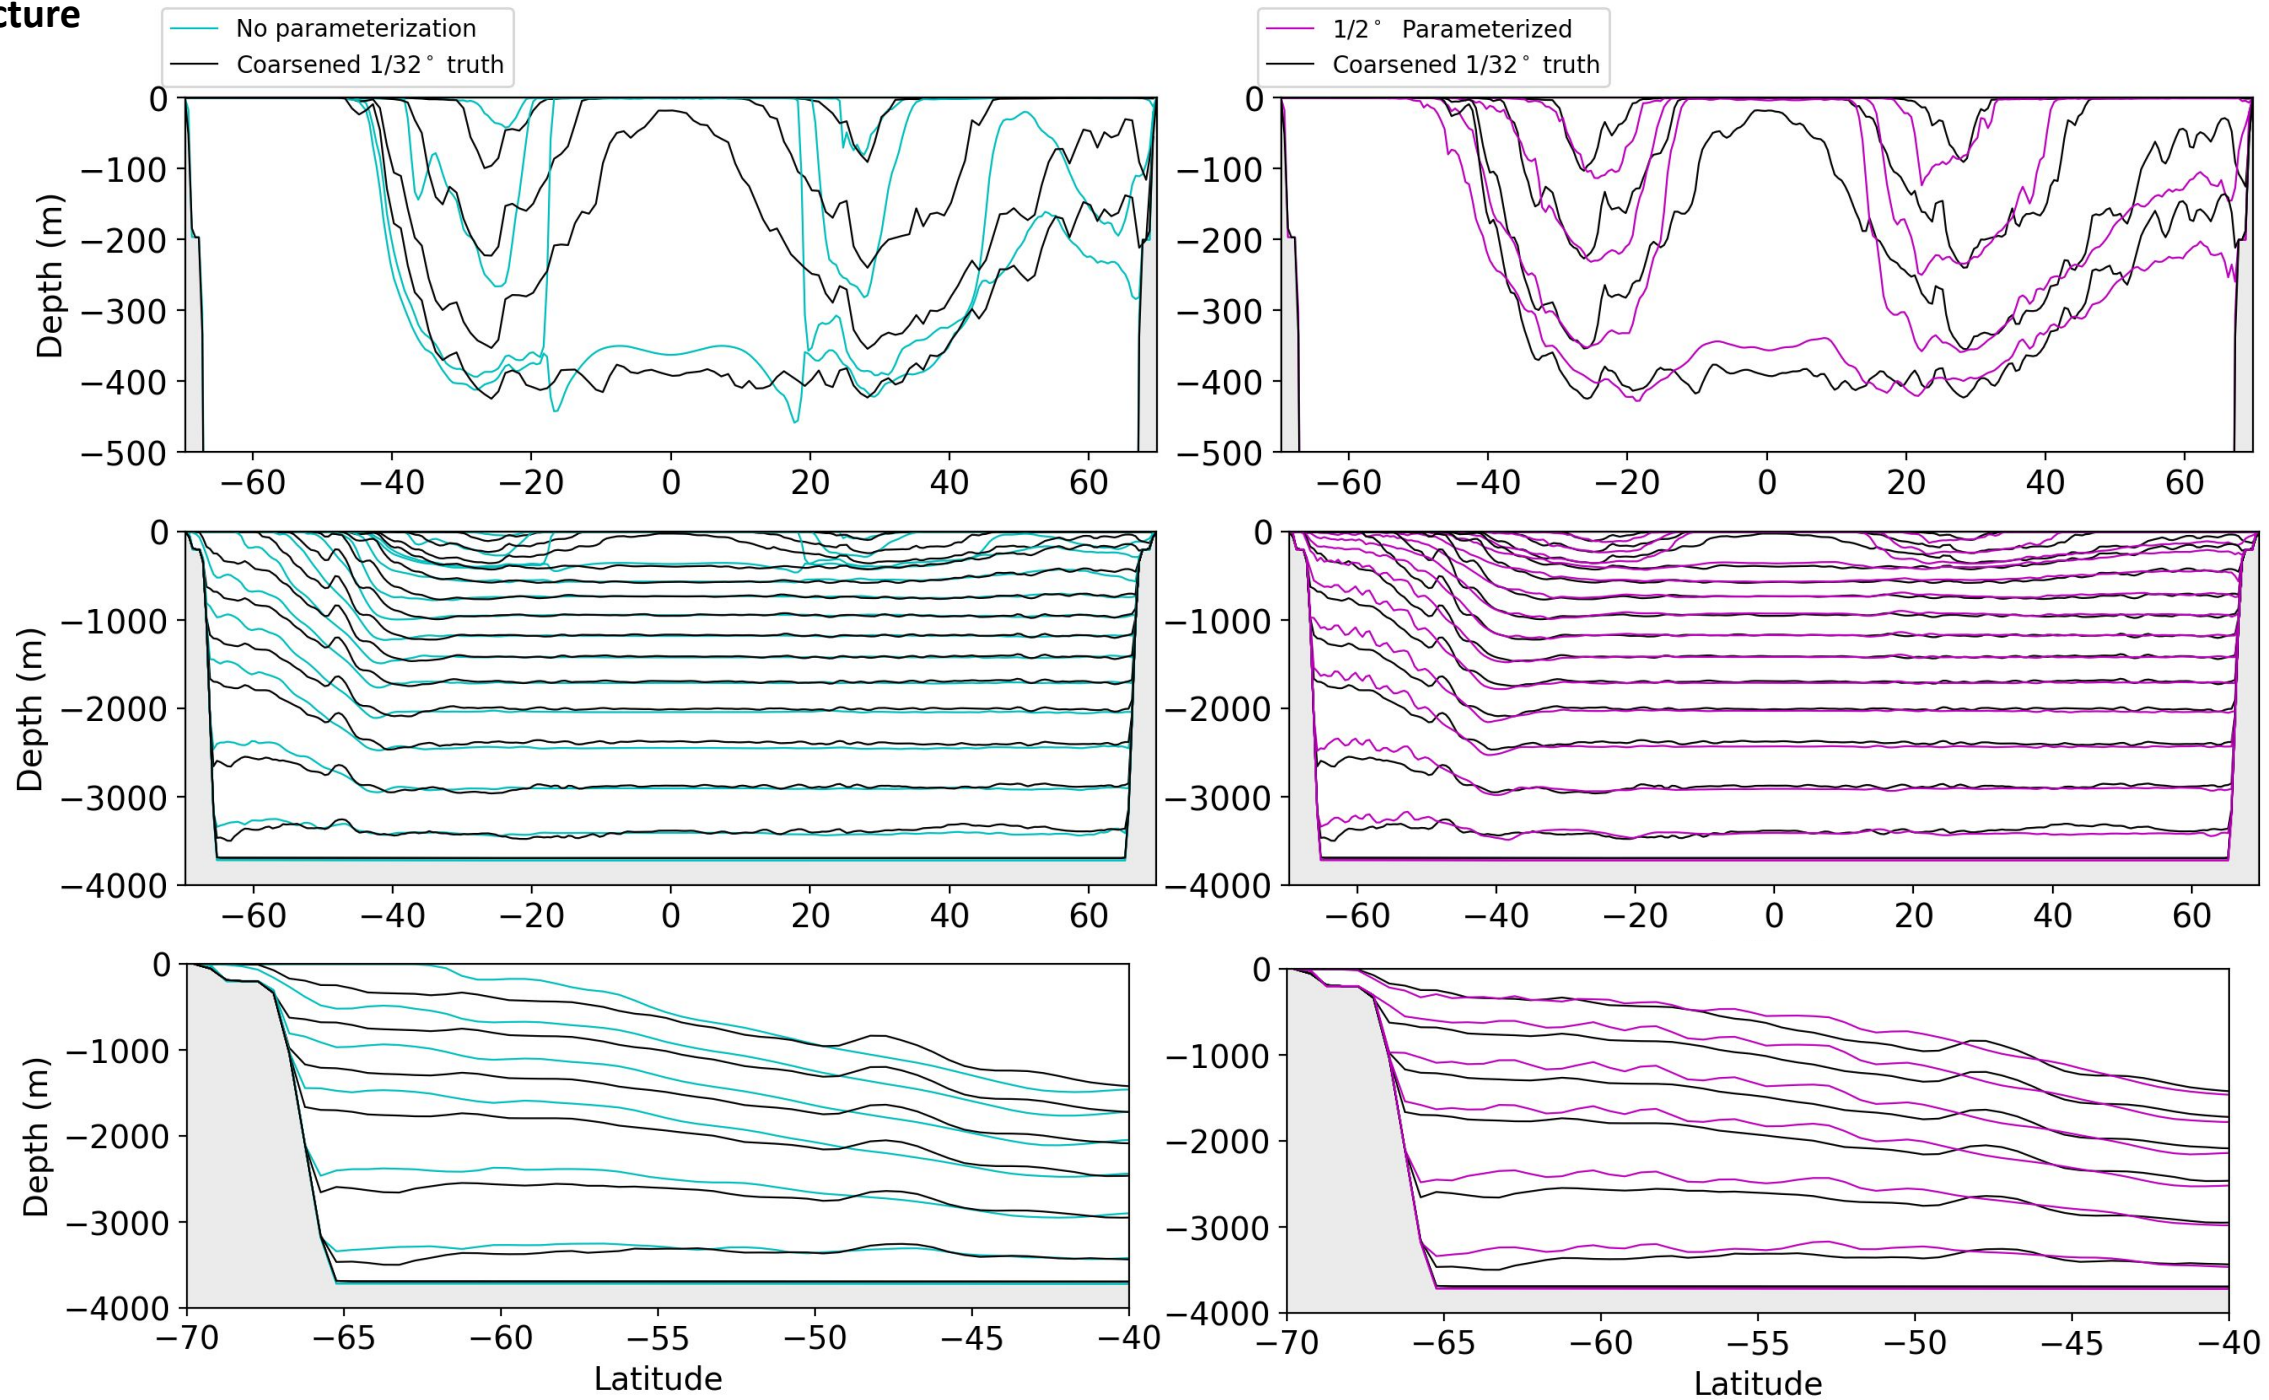 cture
No parameterization
Coarsened 1/32° truth
1/2° Parameterized
Coarsened 1/32° truth
0
−100
−200
−300
−400
−500
Depth (m)
−60 −40 −20 0 20 40 60
0
−100
−200
−300
−400
−500
−60 −40 −20 0 20 40 60
0
−1000
−2000
−3000
−4000
Depth (m)
−60 −40 −20 0 20 40 60
0
−1000
−2000
−3000
−4000
−60 −40 −20 0 20 40 60
0
−1000
−2000
−3000
−4000
Depth (m)
−70 −65 −60 −55 −50 −45 −40
Latitude
0
−1000
−2000
−3000
−4000
−70 −65 −60 −55 −50 −45 −40
Latitude